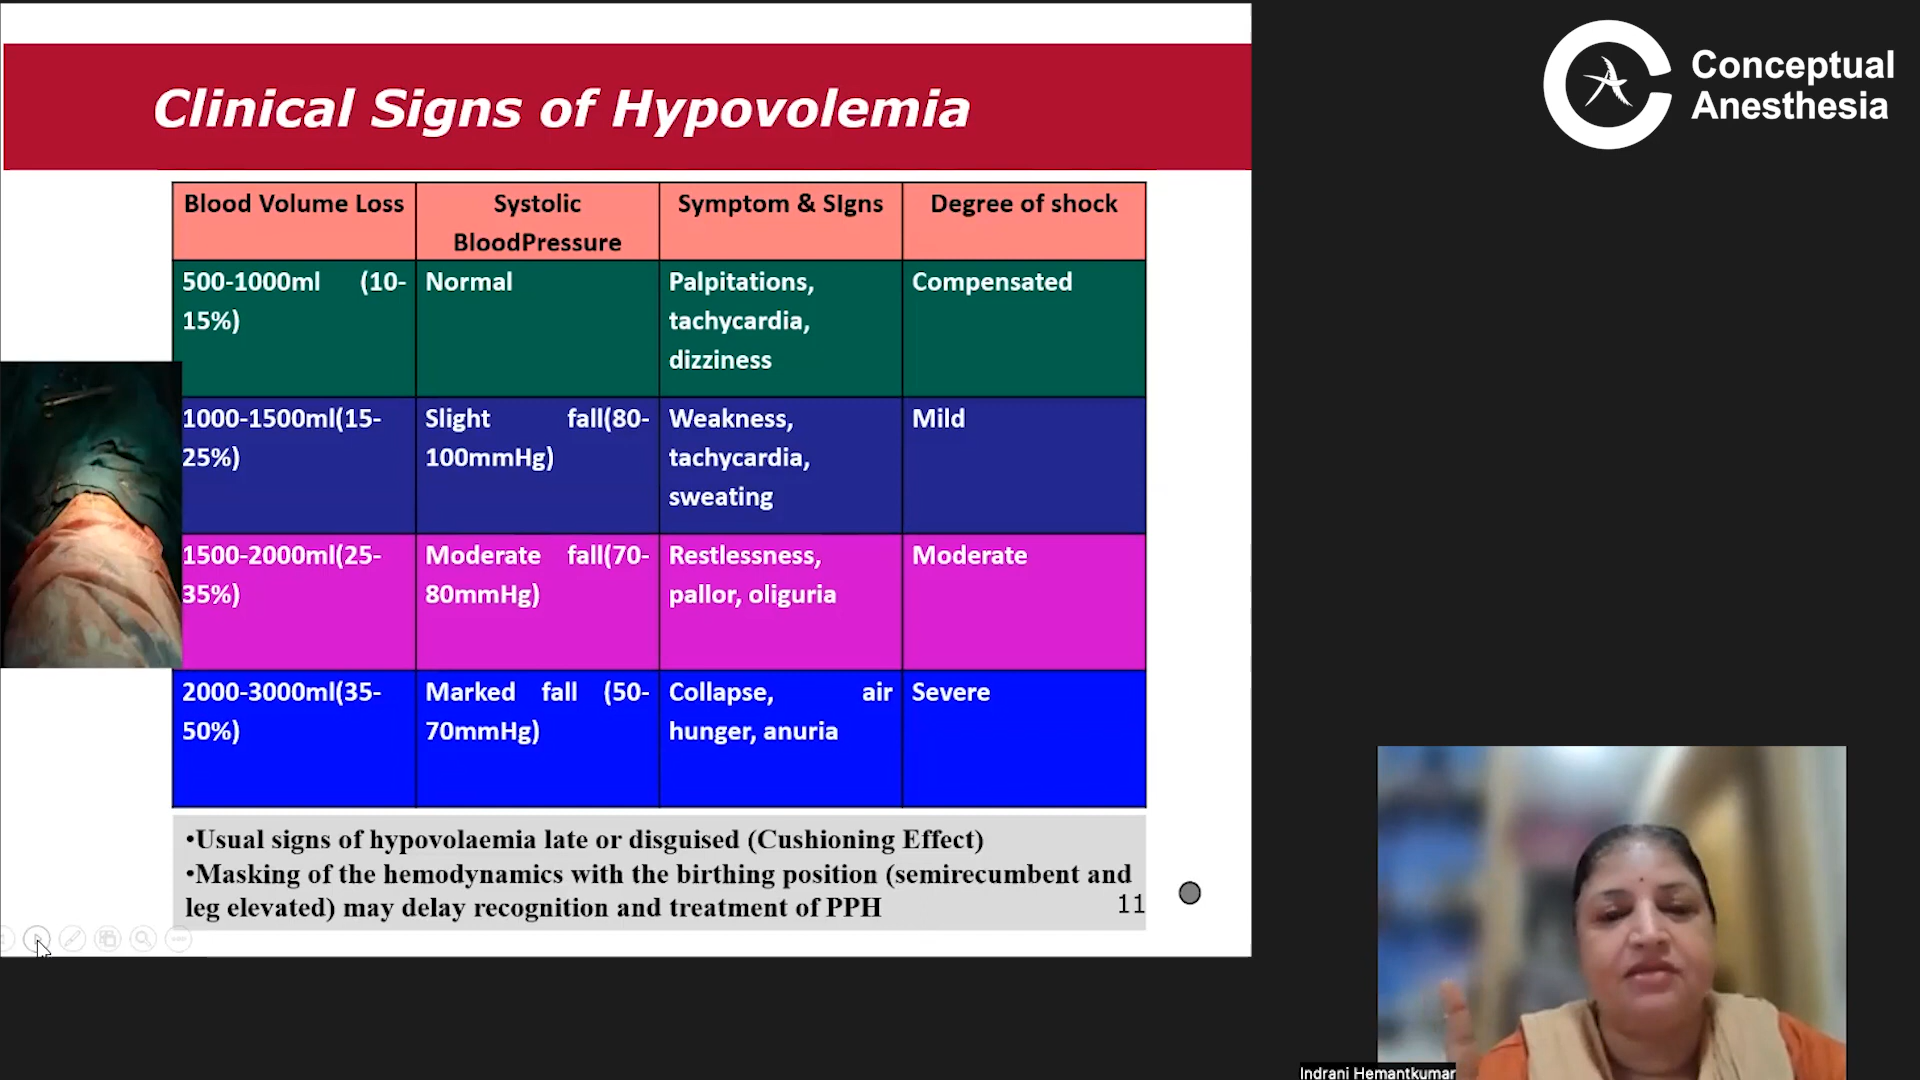 Clinical Signs of Hypovolemia
Blood Volume Loss
Systolic
BloodPressure
Symptom & SIgns
Degree of shock
500-1000ml (10-
15%)
Normal
Palpitations,
tachycardia,
dizziness
Compensated
1000-1500ml(15-
25%)
Slight fall(80-
100mmHg)
Weakness,
tachycardia,
sweating
Mild
1500-2000ml(25-
35%)
Moderate fall(70-
80mmHg)
Restlessness,
pallor, oliguria
Moderate
2000-3000ml(35-
50%)
Marked fall (50-
70mmHg)
Collapse, air
hunger, anuria
Severe
•Usual signs of hypovolaemia late or disguised (Cushioning Effect)
•Masking of the hemodynamics with the birthing position (semirecumbent and
leg elevated) may delay recognition and treatment of PPH
11
Conceptual
Anesthesia
Indrani Hemantkumar